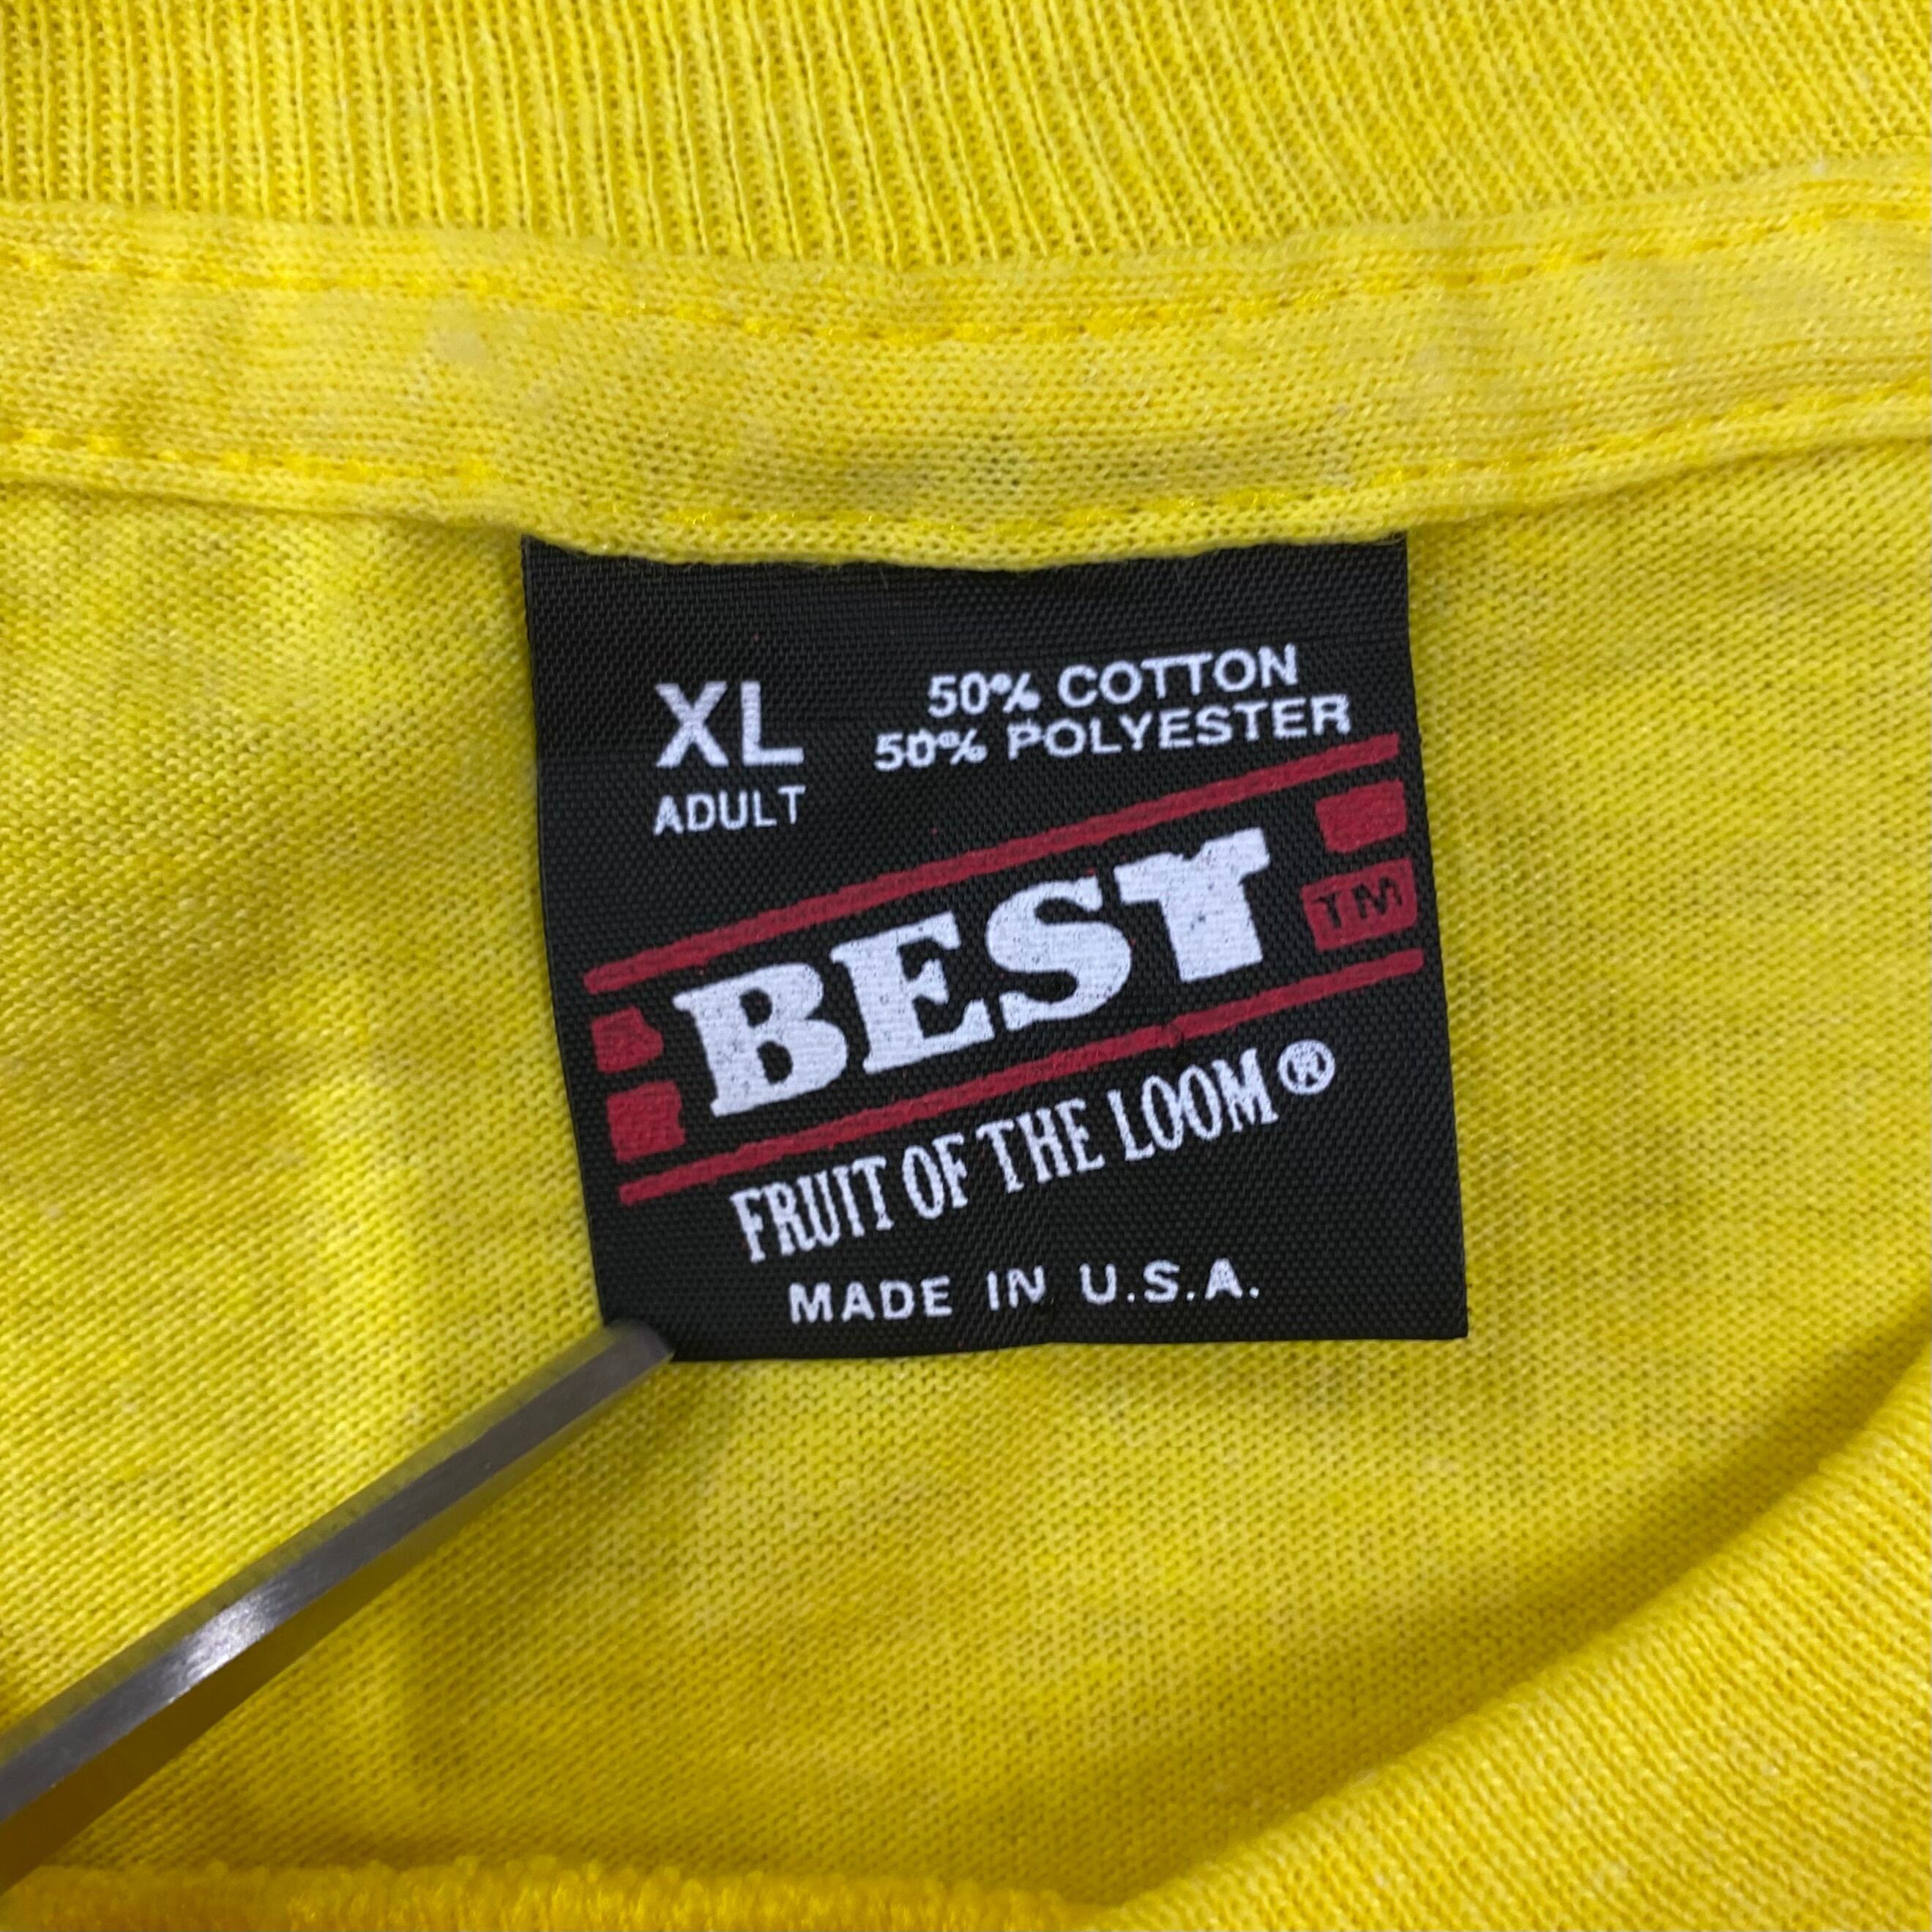 XL
ADULT
50% COTTON
50% POLYESTER
BEST
TM
FRUIT OF THE LOOM®
MADE IN U.S.A.